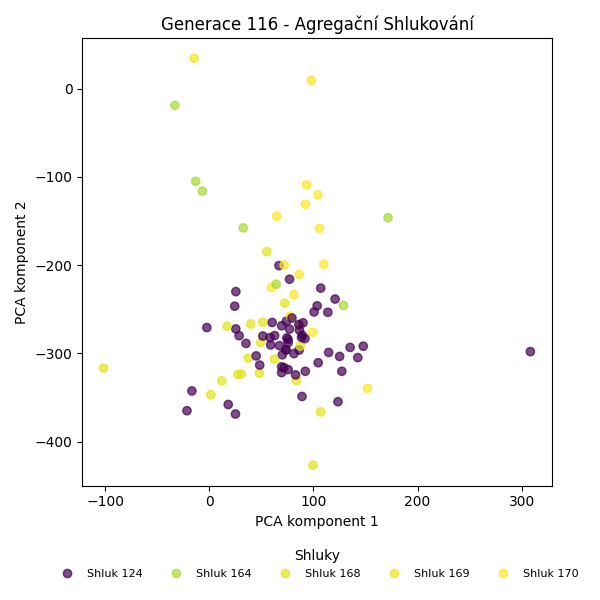 Generace 116 - Agregační Shlukování
0
−100
−200
−300
−400
PCA komponent 2
−100 0 100 200 300
PCA komponent 1
Shluky
Shluk 124 Shluk 164 Shluk 168 Shluk 169 Shluk 170